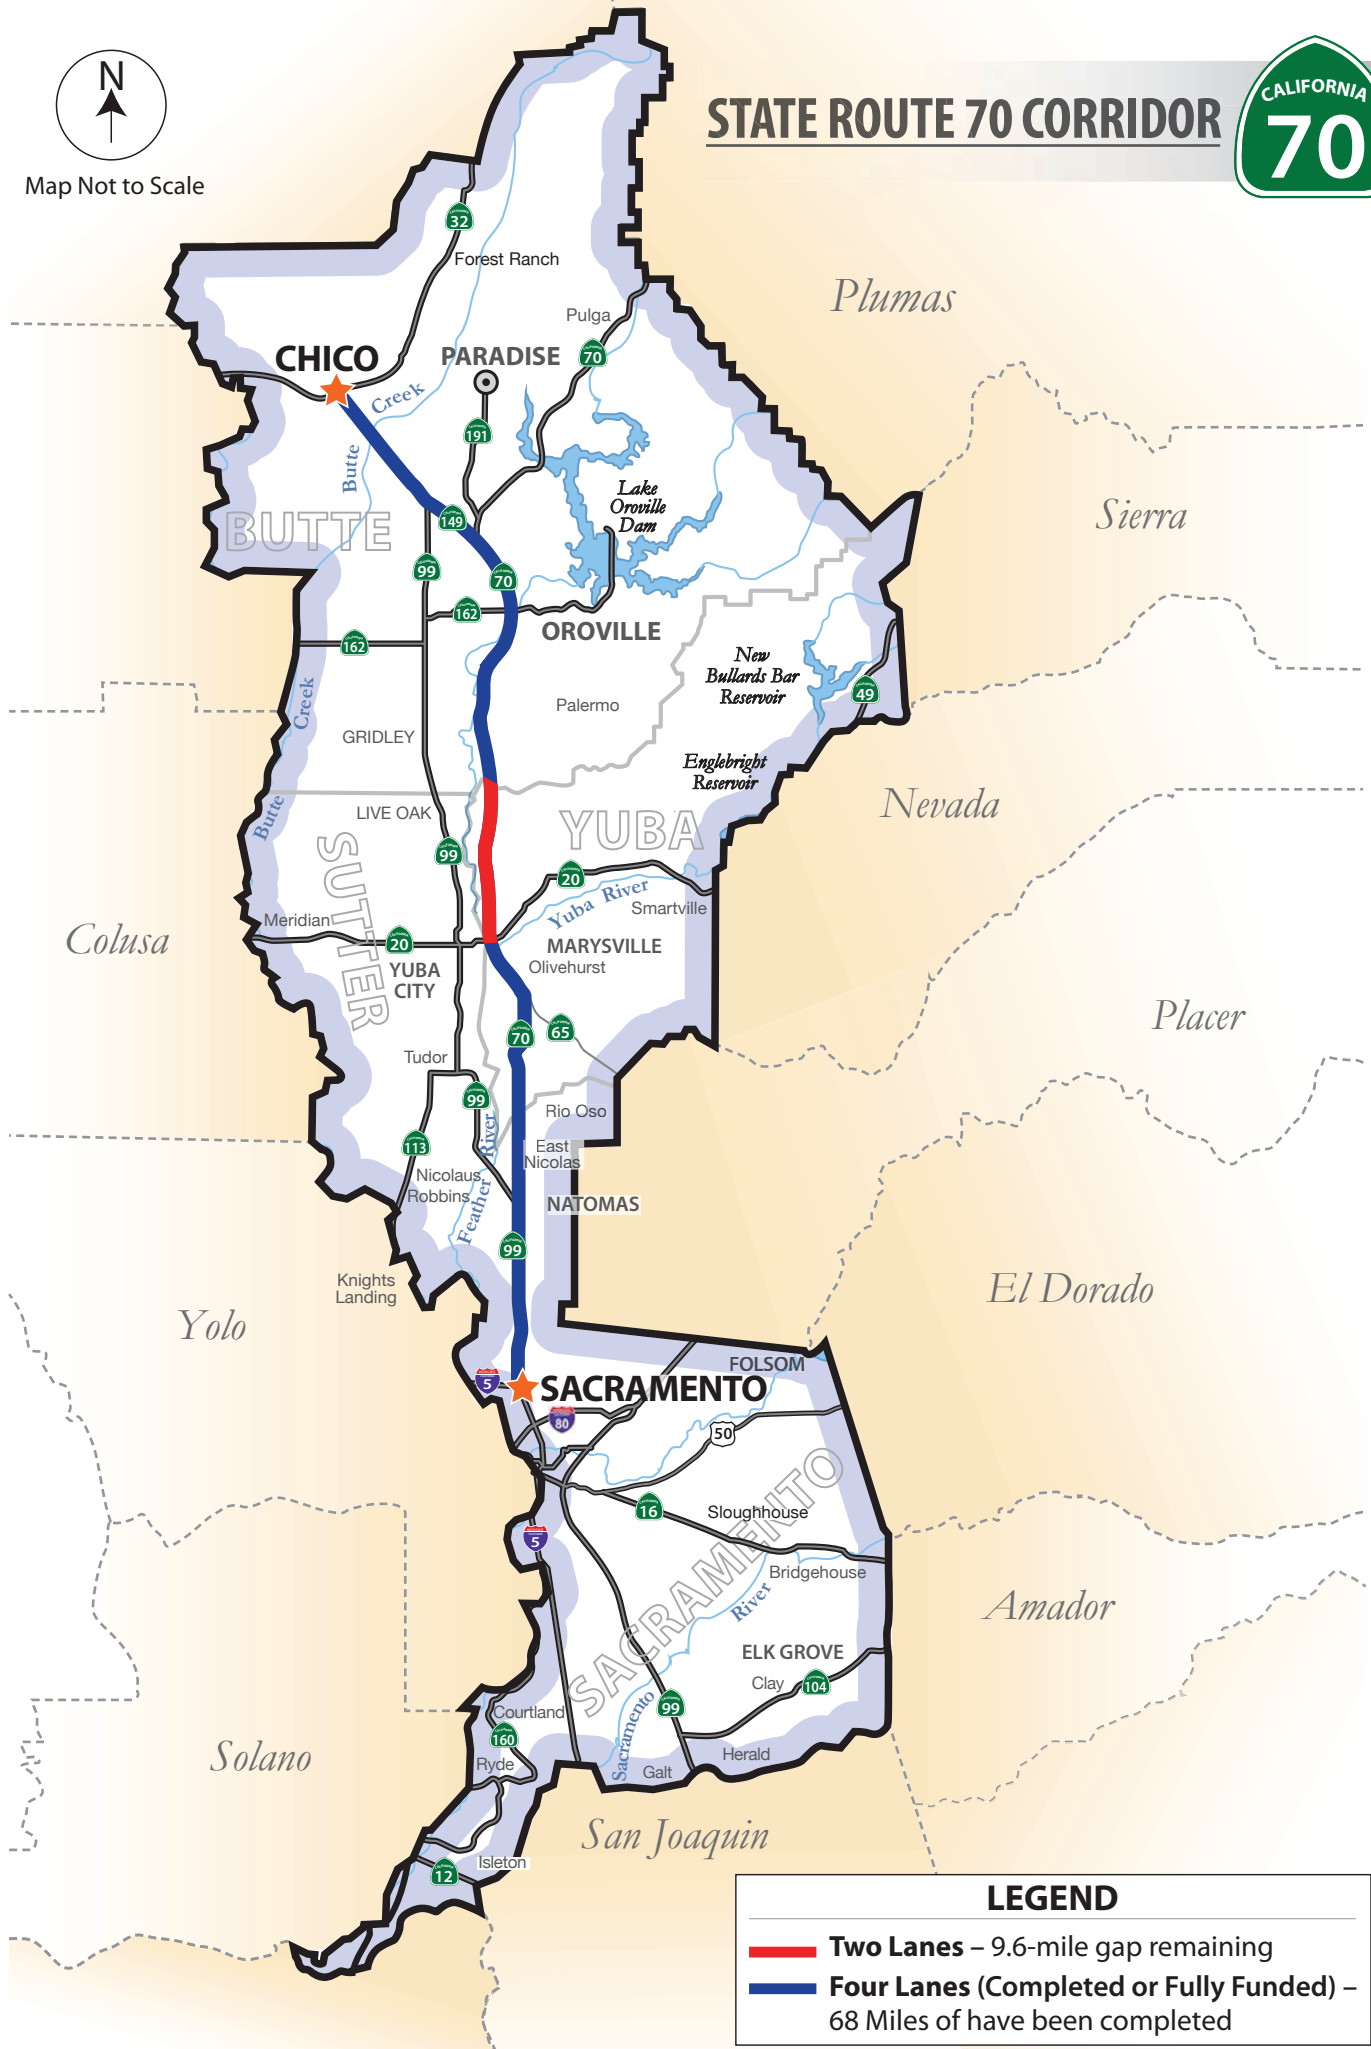 N
Map Not to Scale
STATE ROUTE 70 CORRIDOR
CALIFORNIA
70
32
Forest Ranch
Plumas
Pulga
CHICO
PARADISE
70
Creek
191
Butte
Lake
Oroville
Dam
Sierra
BUTTE
149
99
70
162
OROVILLE
162
New
Bullards Bar
Reservoir
49
Creek
Palermo
GRIDLEY
Englebright
Reservoir
Nevada
Butte
LIVE OAK
YUBA
SUTTER
99
20
Yuba River
Smartville
Meridian
Colusa
20
MARYSVILLE
YUBA
CITY
Olivehurst
Placer
70
65
Tudor
99
Rio Oso
River
113
East
Nicolas
Nicolaus
Robbins
Feather
NATOMAS
99
Knights
Landing
El Dorado
Yolo
FOLSOM
5
SACRAMENTO
80
50
SACRAMENTO
16
Sloughhouse
5
Bridgehouse
River
Amador
ELK GROVE
Clay
104
Sacramento
99
Courtland
160
Herald
Solano
Ryde
Galt
San Joaquin
Isleton
12
LEGEND
Two Lanes – 9.6-mile gap remaining
Four Lanes (Completed or Fully Funded) –
68 Miles of have been completed